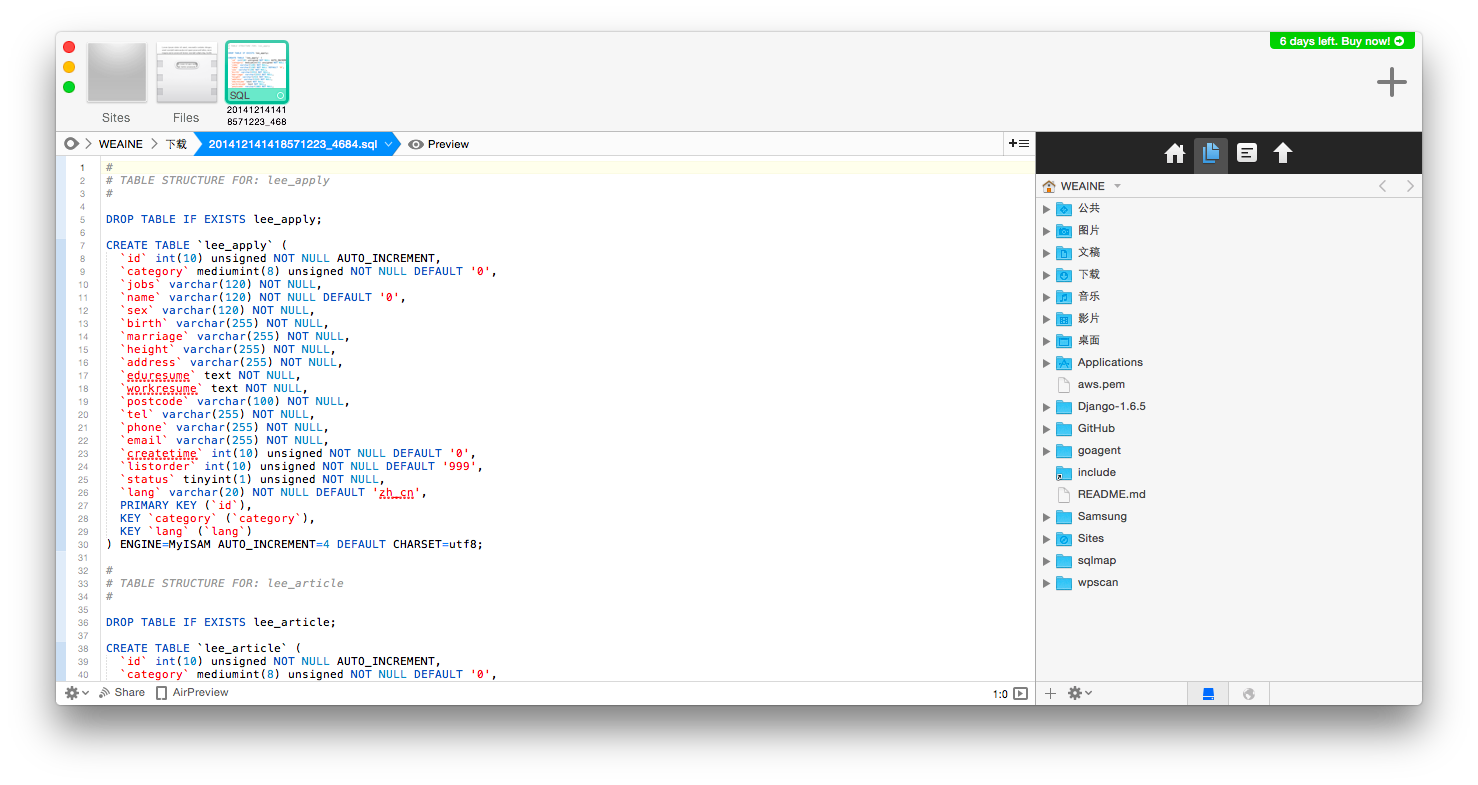 6 days left. Buy now!
SQL
Sites
Files
20141214141
8571223_468
WEAINE
下载
201412141418571223_4684.sql
Preview
1 #
2 # TABLE STRUCTURE FOR: lee_apply
3 #
4
5 DROP TABLE IF EXISTS lee_apply;
6
7 CREATE TABLE `lee_apply` (
8 `id` int(10) unsigned NOT NULL AUTO_INCREMENT,
9 `category` mediumint(8) unsigned NOT NULL DEFAULT '0',
10 `jobs` varchar(120) NOT NULL,
11 `name` varchar(120) NOT NULL DEFAULT '0',
12 `sex` varchar(120) NOT NULL,
13 `birth` varchar(255) NOT NULL,
14 `marriage` varchar(255) NOT NULL,
15 `height` varchar(255) NOT NULL,
16 `address` varchar(255) NOT NULL,
17 `eduresume` text NOT NULL,
18 `workresume` text NOT NULL,
19 `postcode` varchar(100) NOT NULL,
20 `tel` varchar(255) NOT NULL,
21 `phone` varchar(255) NOT NULL,
22 `email` varchar(255) NOT NULL,
23 `createtime` int(10) unsigned NOT NULL DEFAULT '0',
24 `listorder` int(10) unsigned NOT NULL DEFAULT '999',
25 `status` tinyint(1) unsigned NOT NULL,
26 `lang` varchar(20) NOT NULL DEFAULT 'zh_cn',
27 PRIMARY KEY (`id`),
28 KEY `category` (`category`),
29 KEY `lang` (`lang`)
30 ) ENGINE=MyISAM AUTO_INCREMENT=4 DEFAULT CHARSET=utf8;
31
32 #
33 # TABLE STRUCTURE FOR: lee_article
34 #
35
36 DROP TABLE IF EXISTS lee_article;
37
38 CREATE TABLE `lee_article` (
39 `id` int(10) unsigned NOT NULL AUTO_INCREMENT,
40 `category` mediumint(8) unsigned NOT NULL DEFAULT '0',
Share
AirPreview
1:0
WEAINE
公共
图片
文稿
下载
音乐
影片
桌面
Applications
aws.pem
Django-1.6.5
GitHub
goagent
include
README.md
Samsung
Sites
sqlmap
wpscan